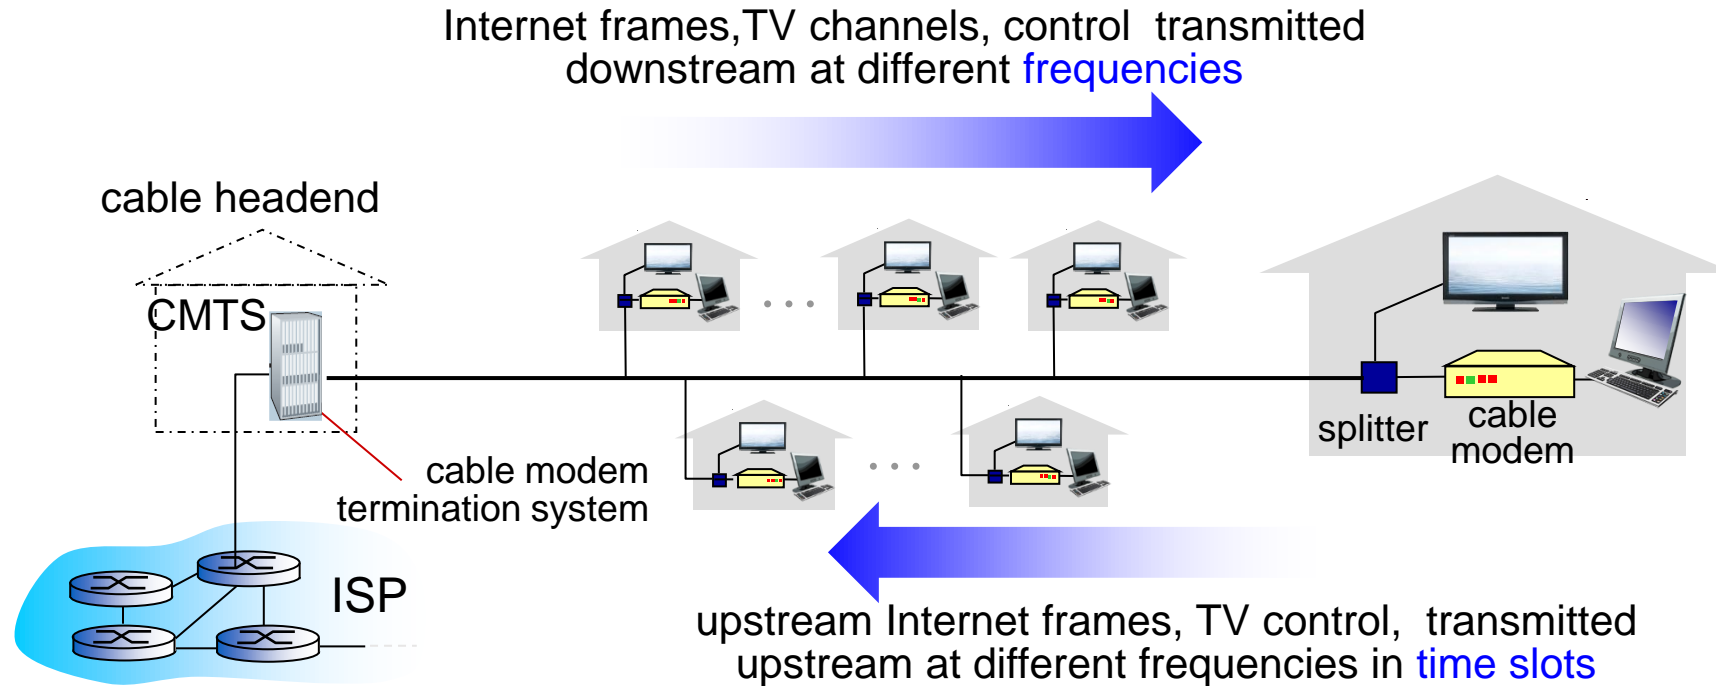 Internet frames,TV channels, control  transmitted
downstream at different frequencies
cable headend
CMTS
splitter
cable
modem
cable modem
termination system
ISP
upstream Internet frames, TV control,  transmitted
upstream at different frequencies in time slots